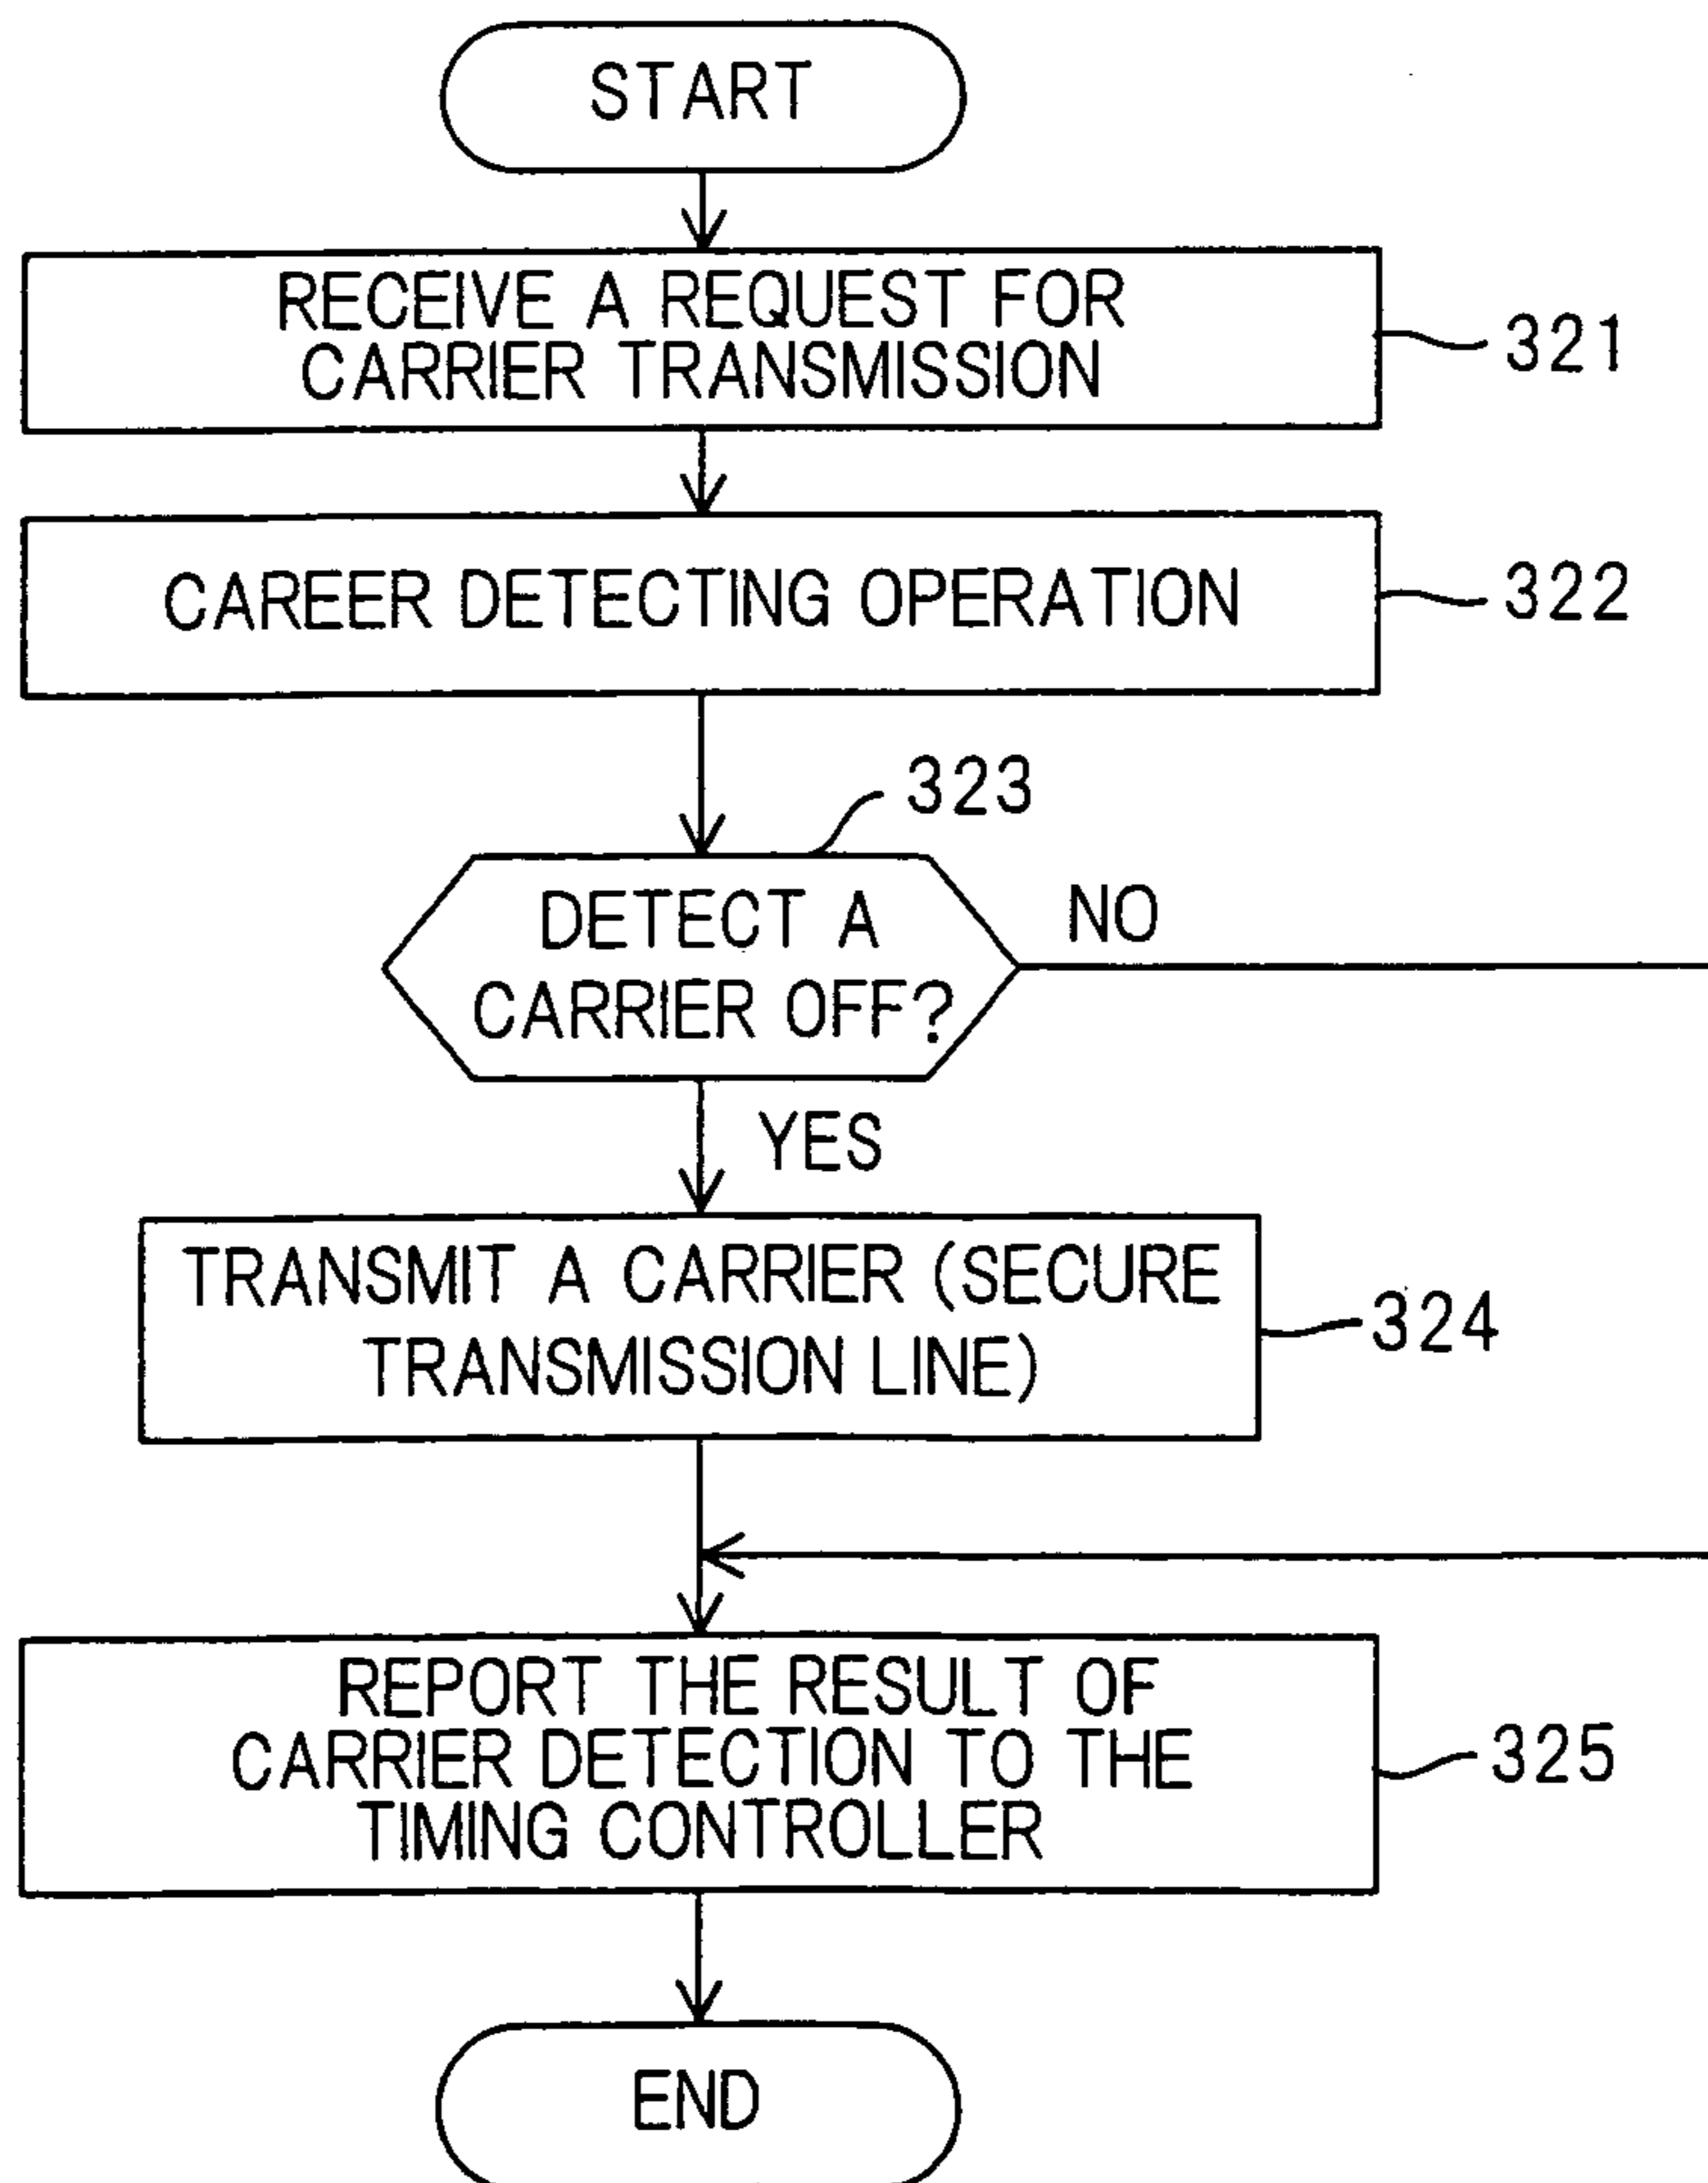 START
RECEIVE A REQUEST FOR
CARRIER TRANSMISSION
321
CAREER DETECTING OPERATION
322
323
DETECT A
CARRIER OFF?
NO
YES
TRANSMIT A CARRIER (SECURE
TRANSMISSION LINE)
324
REPORT THE RESULT OF
CARRIER DETECTION TO THE
TIMING CONTROLLER
325
END